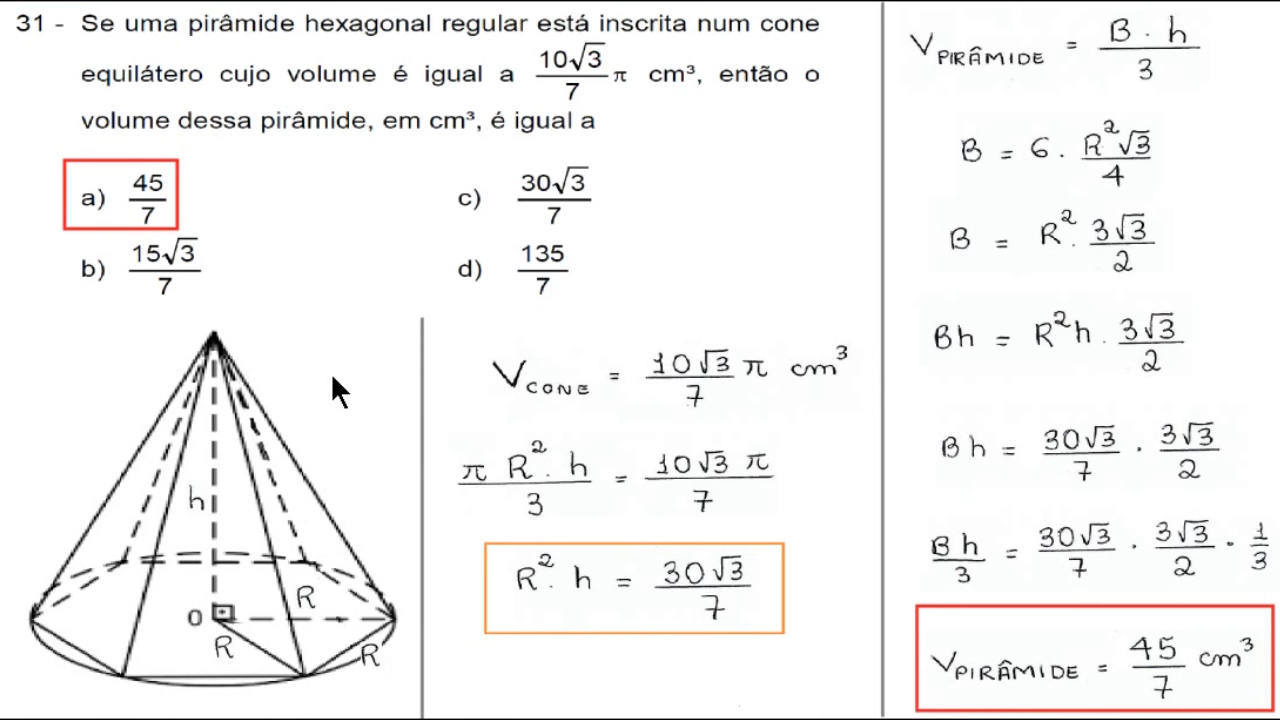 31 - Se uma pirâmide hexagonal regular está inscrita num cone
equilátero cujo volume é igual a 10√3/7 π cm³, então o
volume dessa pirâmide, em cm³, é igual a
a) 45/7
c) 30√3/7
b) 15√3/7
d) 135/7
h
O
R
R
R
V CONE = 10√3/7 π cm³
π R². h/3 = 10√3 π/7
R². h = 30√3/7
V PIRÂMIDE = B . h/3
B = 6 . R²√3/4
B = R² . 3√3/2
Bh = R²h . 3√3/2
Bh = 30√3/7 . 3√3/2
Bh/3 = 30√3/7 . 3√3/2 . 1/3
V PIRÂMIDE = 45/7 cm³